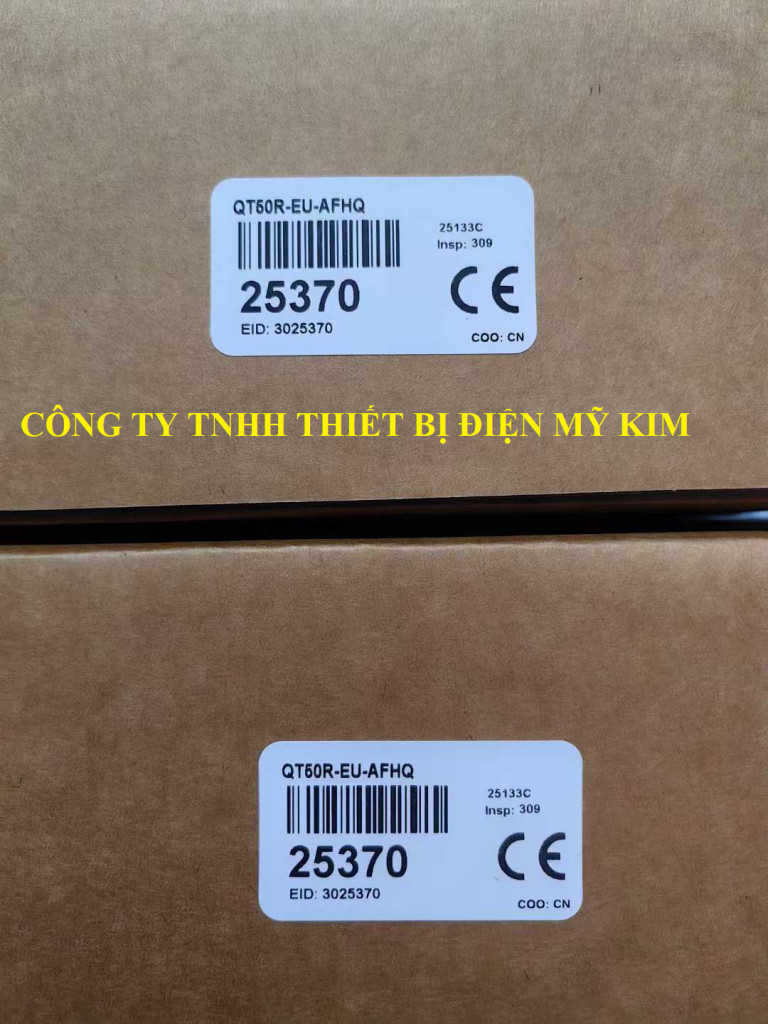 QT50R-EU-AFHQ
25133C
Insp: 309
25370
CE
EID: 3025370
COO: CN
CÔNG TY TNHH THIẾT BỊ ĐIỆN MỸ KIM
QT50R-EU-AFHQ
25133C
Insp: 309
25370
CE
EID: 3025370
COO: CN